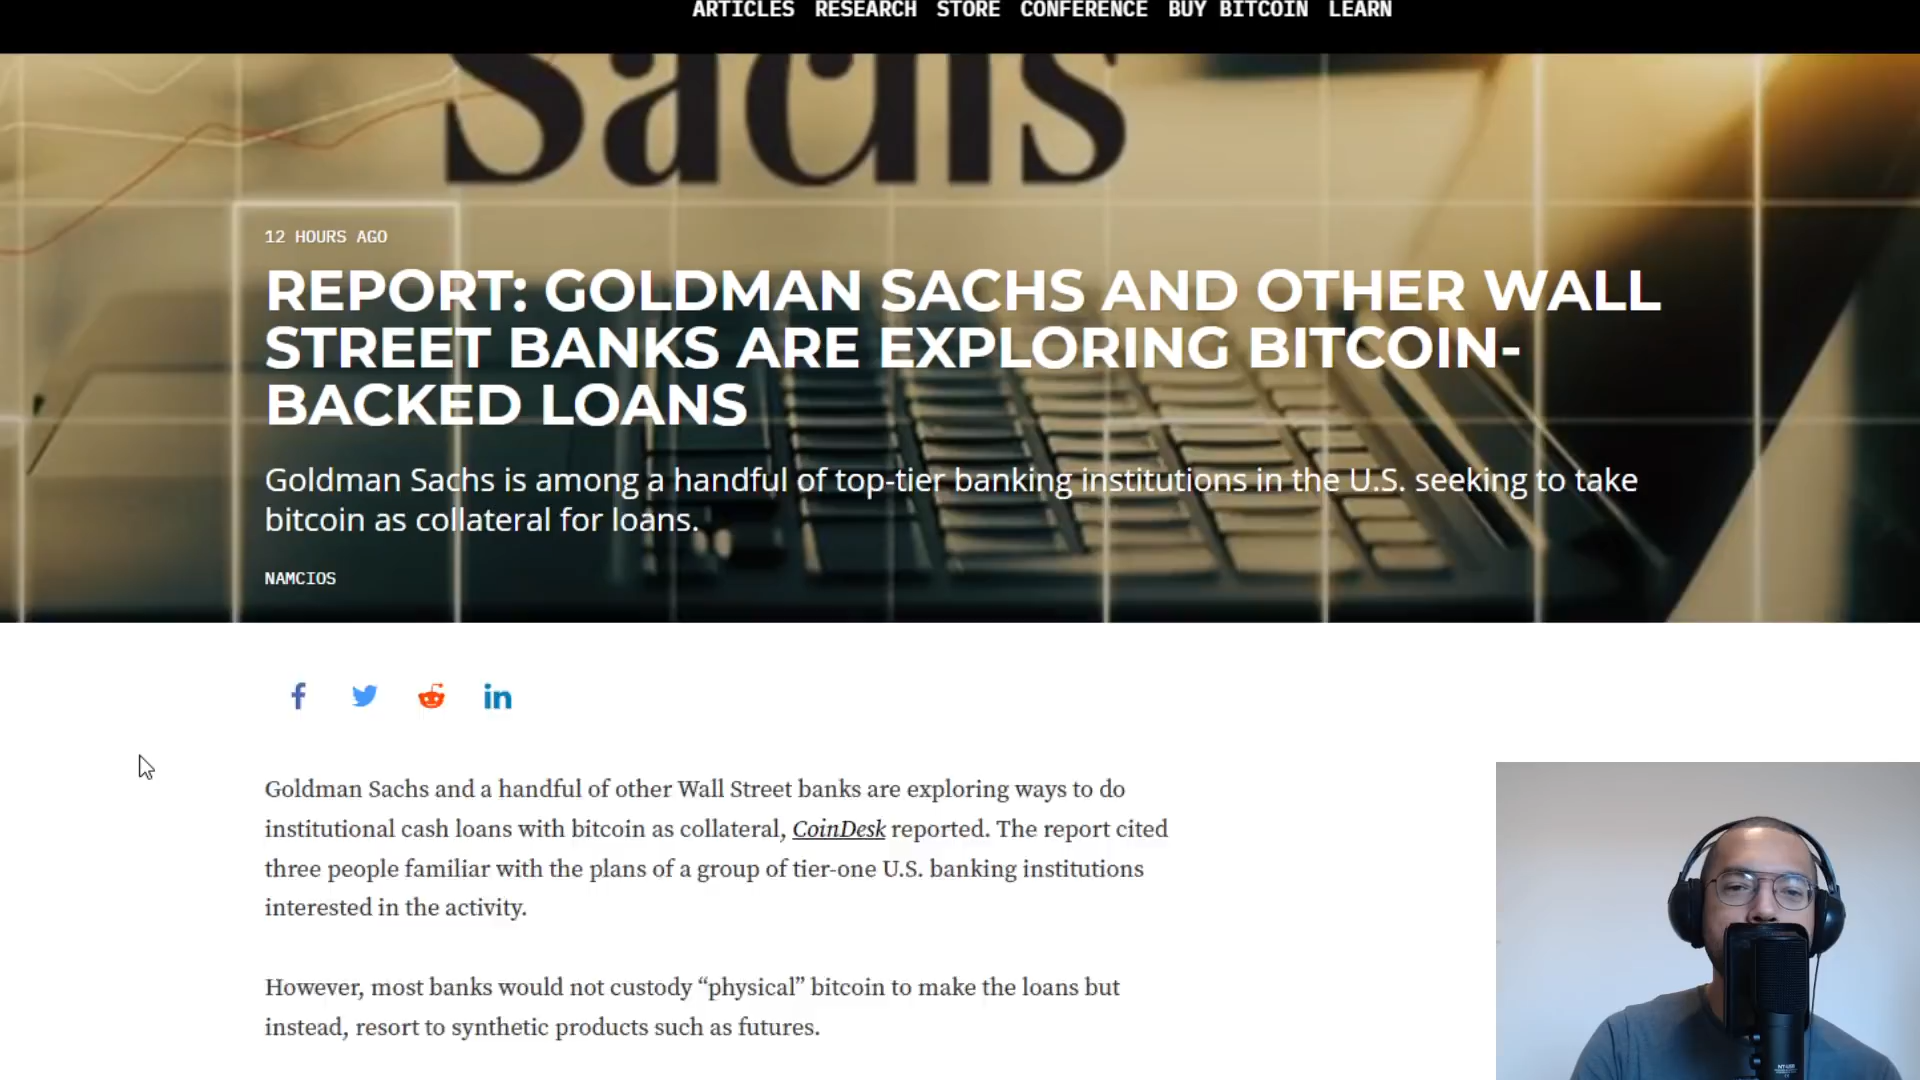 ARTICLES RESEARCH STORE CONFERENCE BUY BITCOIN LEARN
Sachs
12 HOURS AGO
REPORT: GOLDMAN SACHS AND OTHER WALL
STREET BANKS ARE EXPLORING BITCOIN-
BACKED LOANS
Goldman Sachs is among a handful of top-tier banking institutions in the U.S. seeking to take
bitcoin as collateral for loans.
NAMCIOS
Goldman Sachs and a handful of other Wall Street banks are exploring ways to do
institutional cash loans with bitcoin as collateral, CoinDesk reported. The report cited
three people familiar with the plans of a group of tier-one U.S. banking institutions
interested in the activity.
However, most banks would not custody “physical” bitcoin to make the loans but
instead, resort to synthetic products such as futures.